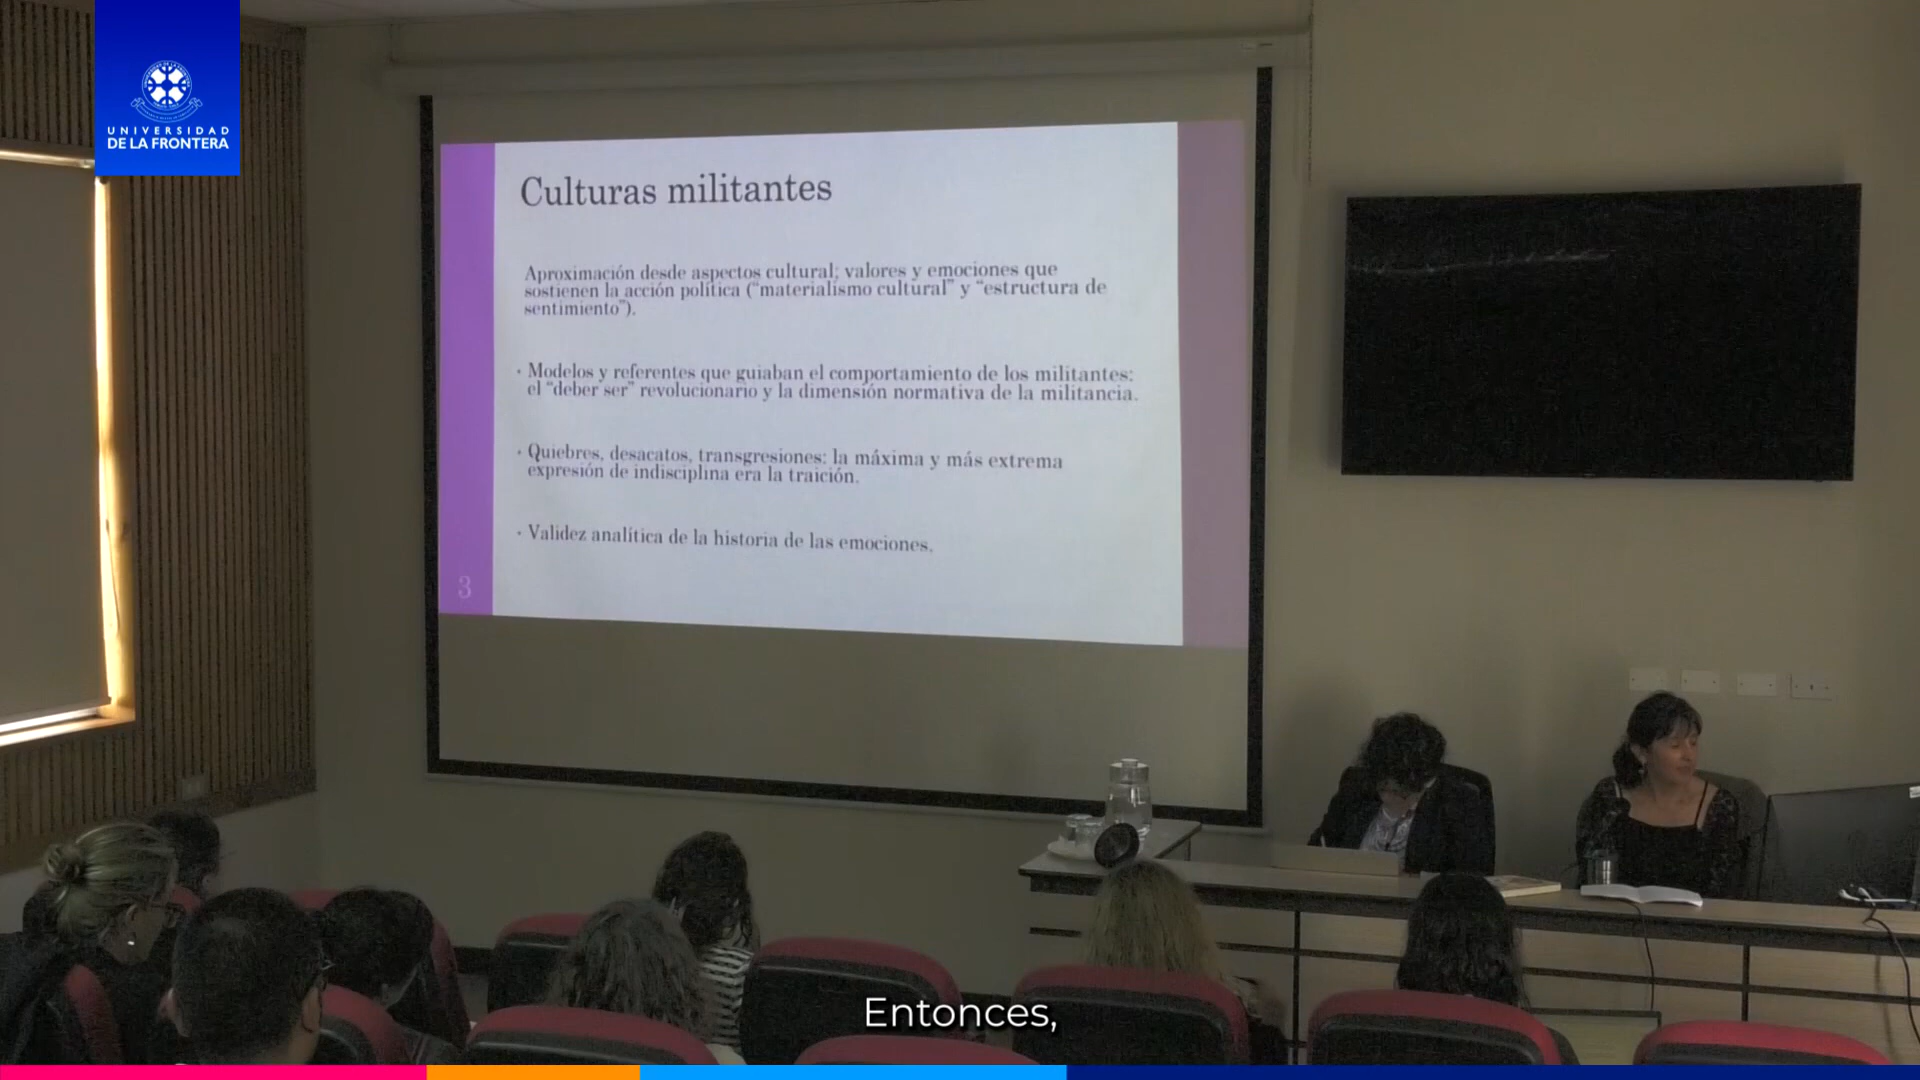 UNIVERSIDAD
DE LA FRONTERA
Culturas militantes
Aproximación desde aspectos cultural; valores y emociones que
sostienen la acción política ("materialismo cultural" y "estructura de
sentimiento").
• Modelos y referentes que guiaban el comportamiento de los militantes:
el "deber ser" revolucionario y la dimensión normativa de la militancia.
• Quiebres, desacatos, transgresiones: la máxima y más extrema
expresión de indisciplina era la traición.
• Validez analítica de la historia de las emociones.
3
Entonces,